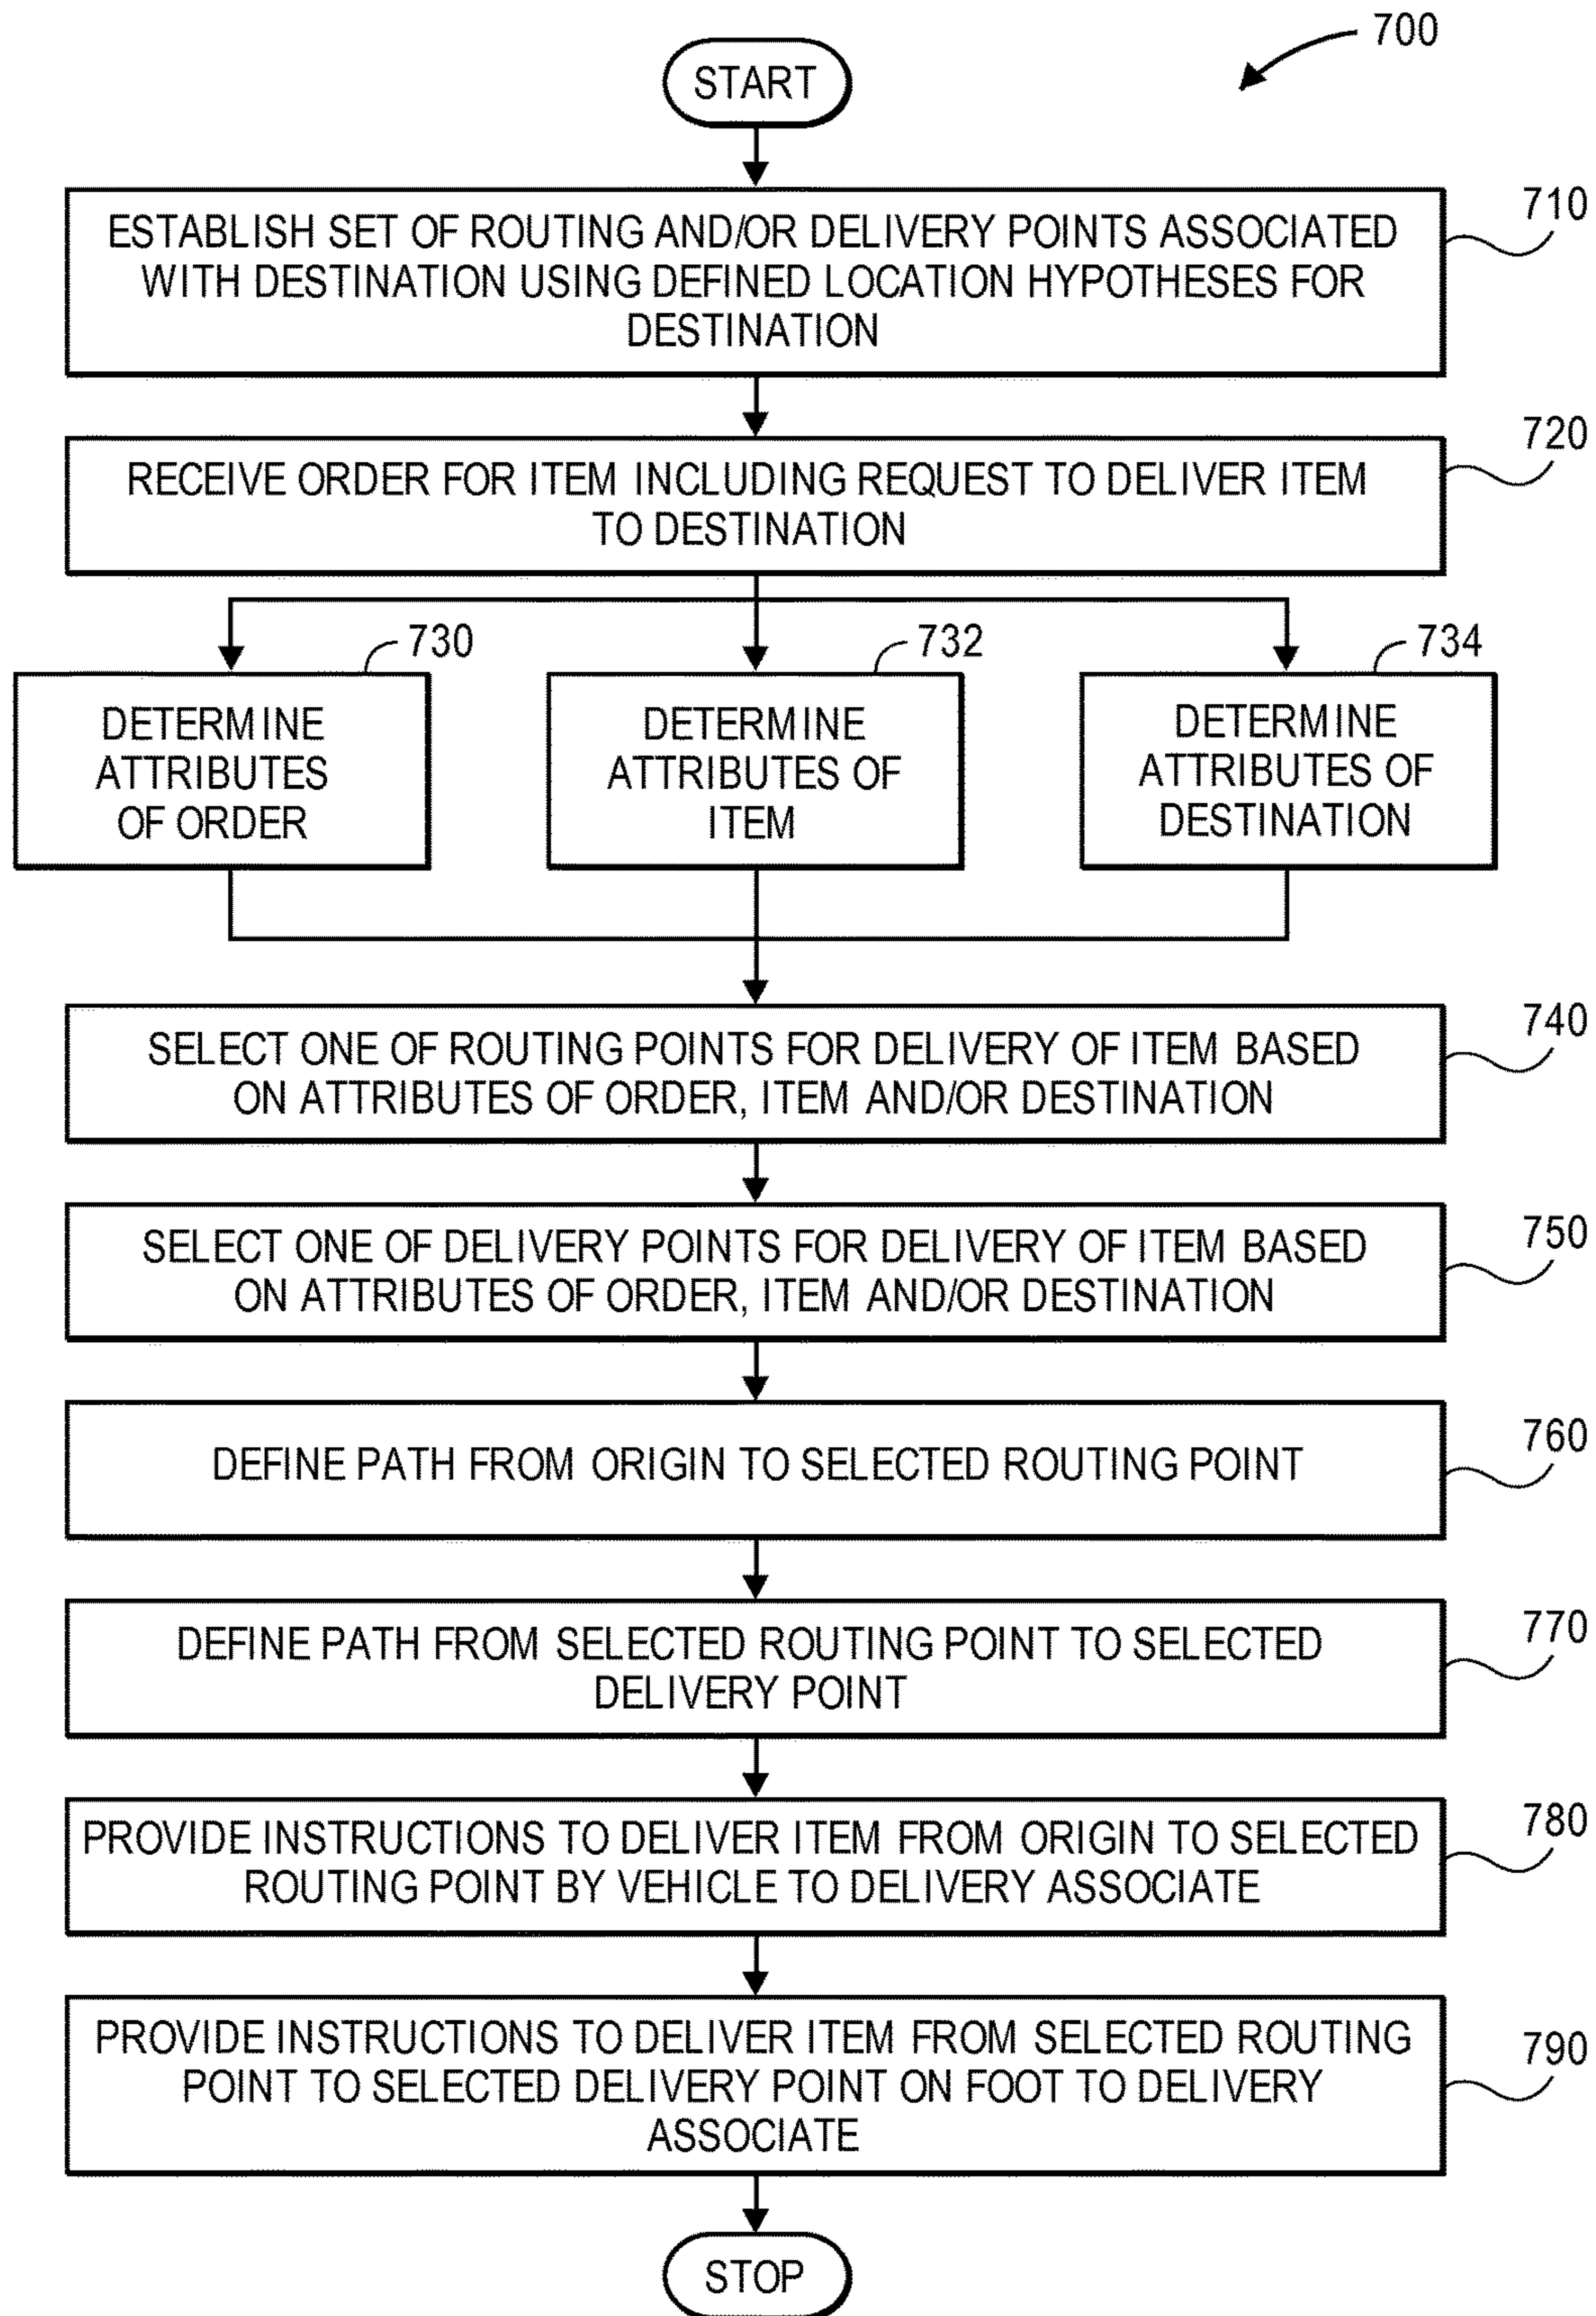 700
START
710
ESTABLISH SET OF ROUTING AND/OR DELIVERY POINTS ASSOCIATED
WITH DESTINATION USING DEFINED LOCATION HYPOTHESES FOR
DESTINATION
720
RECEIVE ORDER FOR ITEM INCLUDING REQUEST TO DELIVER ITEM
TO DESTINATION
730
DETERMINE
ATTRIBUTES
OF ORDER
732
DETERMINE
ATTRIBUTES OF
ITEM
734
DETERMINE
ATTRIBUTES OF
DESTINATION
740
SELECT ONE OF ROUTING POINTS FOR DELIVERY OF ITEM BASED
ON ATTRIBUTES OF ORDER, ITEM AND/OR DESTINATION
750
SELECT ONE OF DELIVERY POINTS FOR DELIVERY OF ITEM BASED
ON ATTRIBUTES OF ORDER, ITEM AND/OR DESTINATION
760
DEFINE PATH FROM ORIGIN TO SELECTED ROUTING POINT
770
DEFINE PATH FROM SELECTED ROUTING POINT TO SELECTED
DELIVERY POINT
780
PROVIDE INSTRUCTIONS TO DELIVER ITEM FROM ORIGIN TO SELECTED
ROUTING POINT BY VEHICLE TO DELIVERY ASSOCIATE
790
PROVIDE INSTRUCTIONS TO DELIVER ITEM FROM SELECTED ROUTING
POINT TO SELECTED DELIVERY POINT ON FOOT TO DELIVERY
ASSOCIATE
STOP